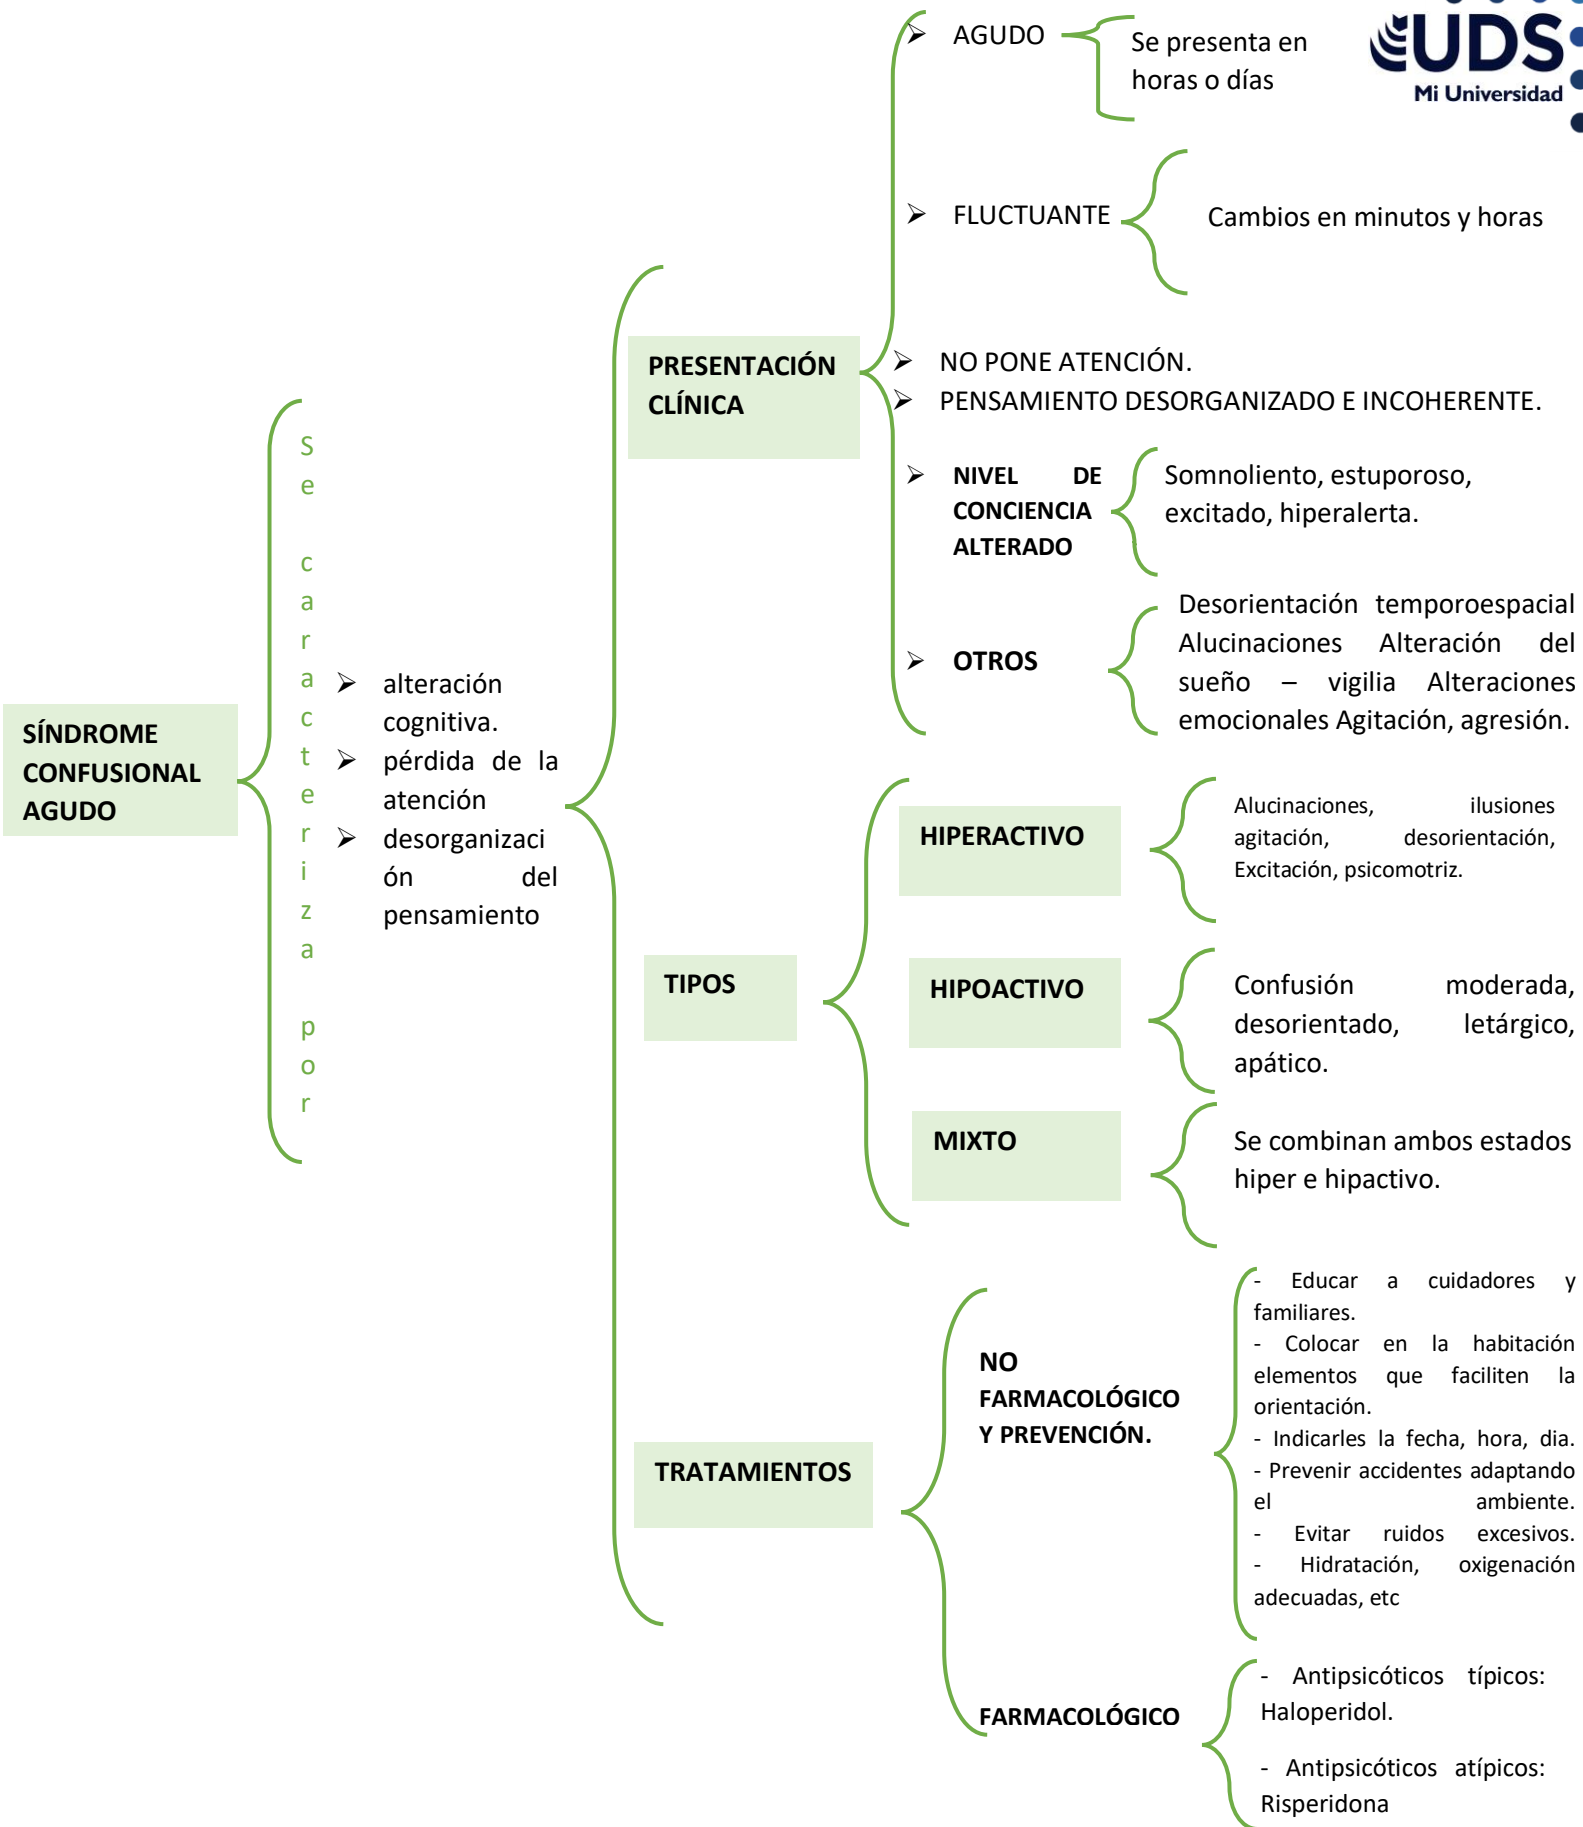 UDS
Mi Universidad
SÍNDROME
CONFUSIONAL
AGUDO
Se caracteriza por
➢ alteración
cognitiva.
➢ pérdida de la
atención
➢ desorganizaci
ón del
pensamiento
PRESENTACIÓN
CLÍNICA
➢ AGUDO
Se presenta en
horas o días
➢ FLUCTUANTE
Cambios en minutos y horas
➢ NO PONE ATENCIÓN.
➢ PENSAMIENTO DESORGANIZADO E INCOHERENTE.
➢ NIVEL DE
CONCIENCIA
ALTERADO
Somnoliento, estuporoso,
excitado, hiperalerta.
➢ OTROS
Desorientación temporoespacial
Alucinaciones Alteración del
sueño – vigilia Alteraciones
emocionales Agitación, agresión.
TIPOS
HIPERACTIVO
Alucinaciones, ilusiones
agitación, desorientación,
Excitación, psicomotriz.
HIPOACTIVO
Confusión moderada,
desorientado, letárgico,
apático.
MIXTO
Se combinan ambos estados
hiper e hipactivo.
TRATAMIENTOS
NO
FARMACOLÓGICO
Y PREVENCIÓN.
- Educar a cuidadores y
familiares.
- Colocar en la habitación
elementos que faciliten la
orientación.
- Indicarles la fecha, hora, dia.
- Prevenir accidentes adaptando
el ambiente.
- Evitar ruidos excesivos.
- Hidratación, oxigenación
adecuadas, etc
FARMACOLÓGICO
- Antipsicóticos típicos:
Haloperidol.
- Antipsicóticos atípicos:
Risperidona